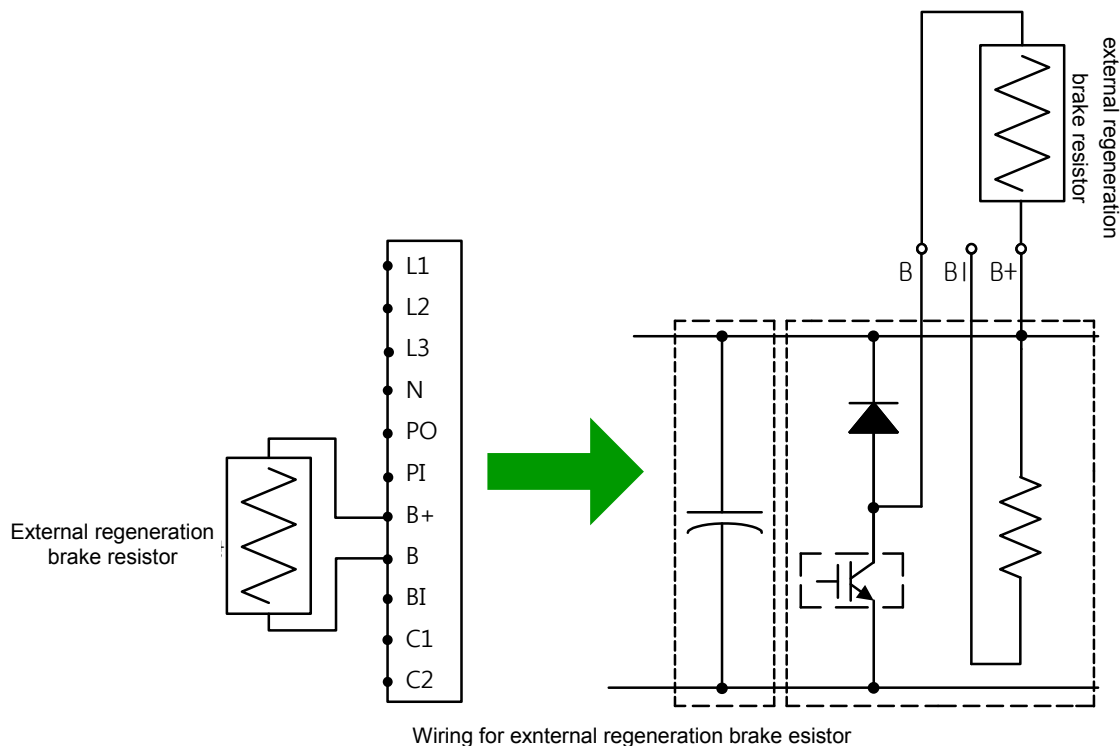 external regeneration
brake resistor
B BI B+
L1
L2
L3
N
PO
PI
B+
B
BI
C1
C2
External regeneration
brake resistor
Wiring for exnternal regeneration brake esistor